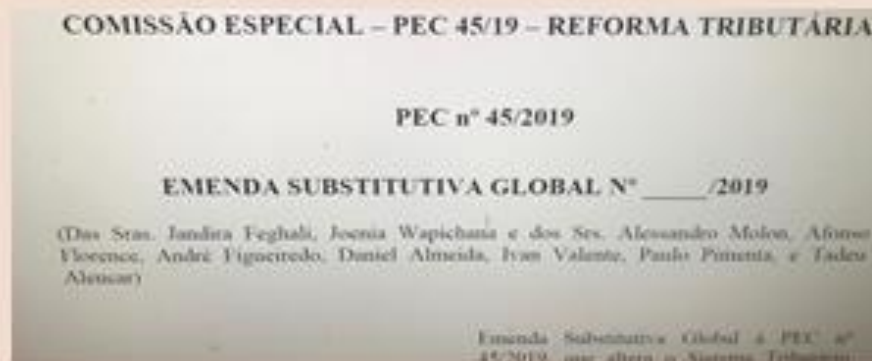 COMISSÃO ESPECIAL – PEC 45/19 – REFORMA TRIBUTÁRIA
PEC nº 45/2019
EMENDA SUBSTITUTIVA GLOBAL Nº _____/2019
(Das Sras. Jandira Feghali, Joenia Wapichana e dos Srs. Alessandro Molon, Afonso
Florence, André Figueiredo, Daniel Almeida, Ivan Valente, Paulo Pimenta, e Tadeu
Alencar)
Emenda Substitutiva Global à PEC nº
45/2019, que altera o Sistema Tributário